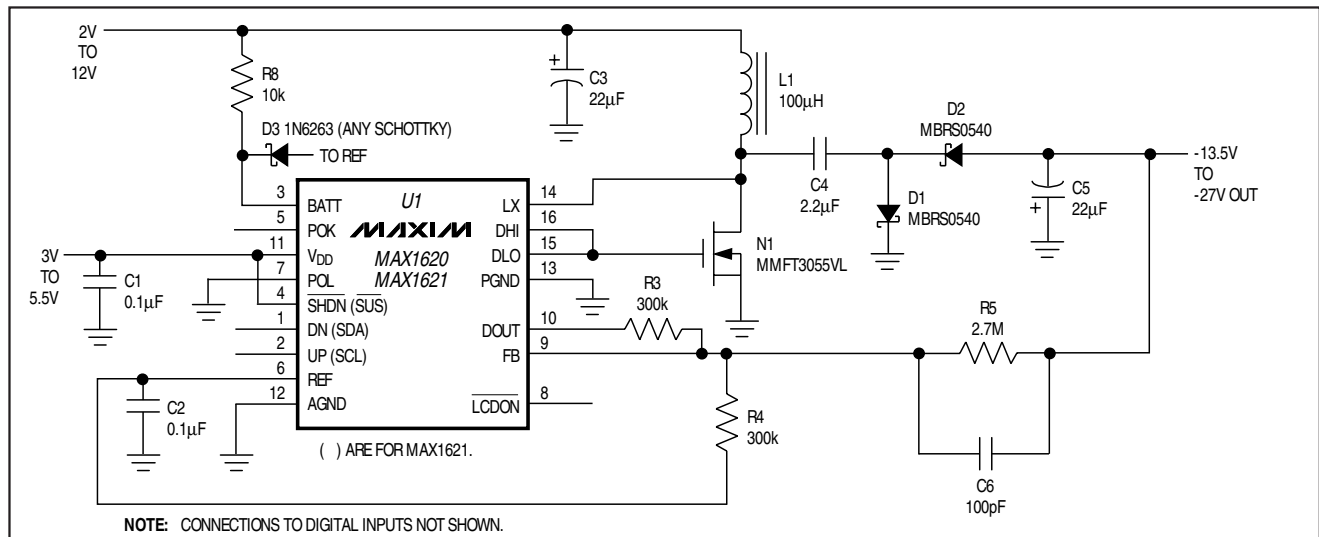 2V
TO
12V
R8
10k
C3
22µF
L1
100µH
D2
MBRS0540
D3 1N6263 (ANY SCHOTTKY)
TO REF
C4
2.2µF
D1
MBRS0540
C5
22µF
-13.5V
TO
-27V OUT
U1
MAXIM
MAX1620
MAX1621
3 BATT
5 POK
11 VDD
7 POL
4 SHDN (SUS)
1 DN (SDA)
2 UP (SCL)
6 REF
12 AGND
LX 14
DHI 16
DLO 15
PGND 13
DOUT 10
FB 9
LCDON 8
3V
TO
5.5V
C1
0.1µF
C2
0.1µF
N1
MMFT3055VL
R3
300k
R5
2.7M
R4
300k
C6
100pF
( ) ARE FOR MAX1621.
NOTE: CONNECTIONS TO DIGITAL INPUTS NOT SHOWN.